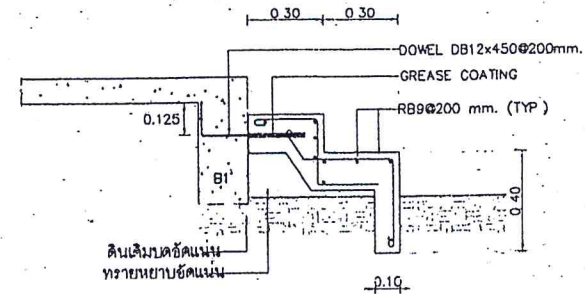 0.30 0.30
DOWEL DB12x450@200mm.
GREASE COATING
RB9@200 mm. (TYP)
0.125
B1
0.40
ดินเดิมบดอัดแน่น
ทรายหยาบอัดแน่น
0.10